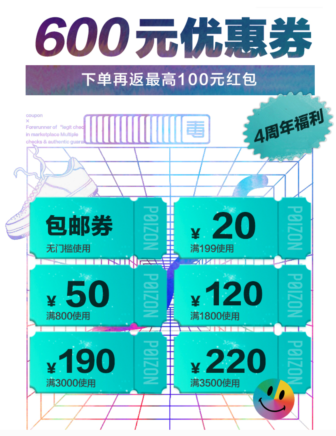 600元优惠券
下单再返最高100元红包
4周年福利
毒
包邮券
无门槛使用
POIZON
¥ 20
满199使用
POIZON
¥ 50
满800使用
POIZON
¥ 120
满1800使用
POIZON
¥ 190
满3000使用
POIZON
¥ 220
满3500使用
POIZON